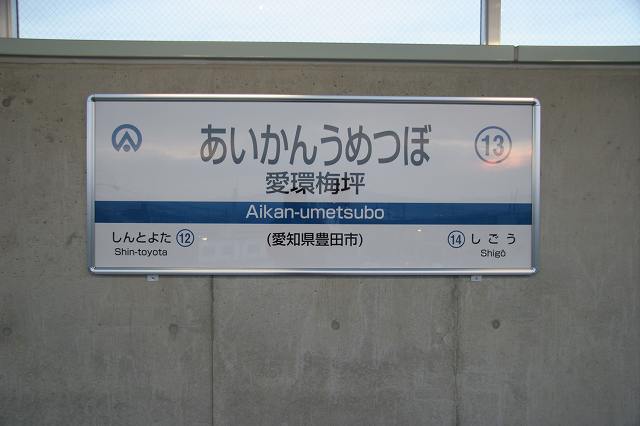 あいかんうめつぼ
13
愛環梅坪
Aikan-umetsubo
しんとよた 12
Shin-toyota
(愛知県豊田市)
14 しごう
Shigō